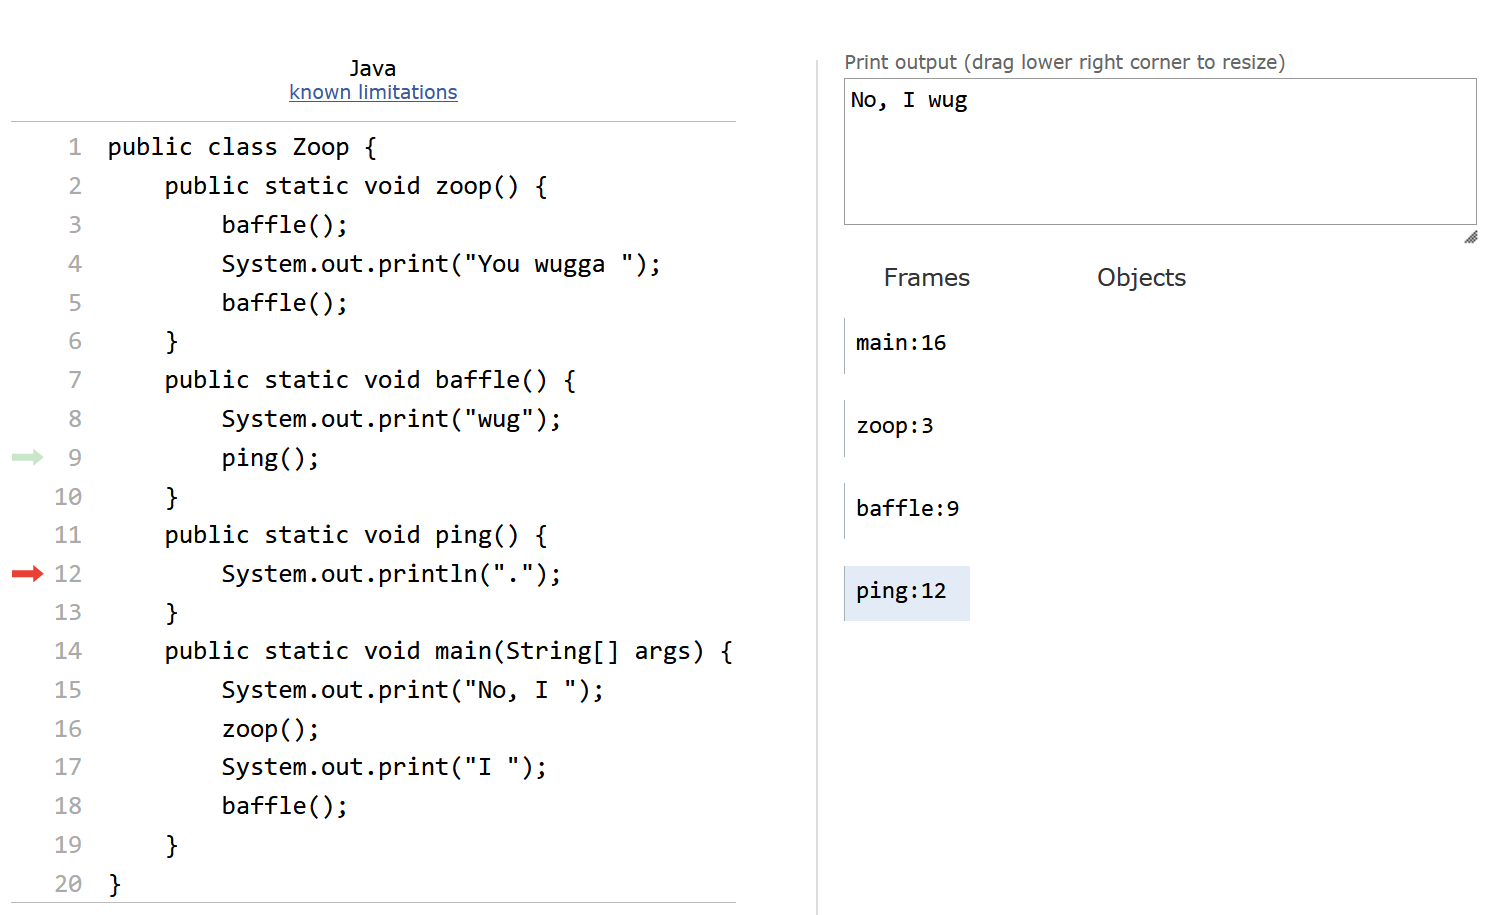 Java
known limitations
1 public class Zoop {
2     public static void zoop() {
3         baffle();
4         System.out.print("You wugga ");
5         baffle();
6     }
7     public static void baffle() {
8         System.out.print("wug");
9         ping();
10     }
11     public static void ping() {
12         System.out.println(".");
13     }
14     public static void main(String[] args) {
15         System.out.print("No, I ");
16         zoop();
17         System.out.print("I ");
18         baffle();
19     }
20 }
Print output (drag lower right corner to resize)
No, I wug
Frames Objects
main:16
zoop:3
baffle:9
ping:12